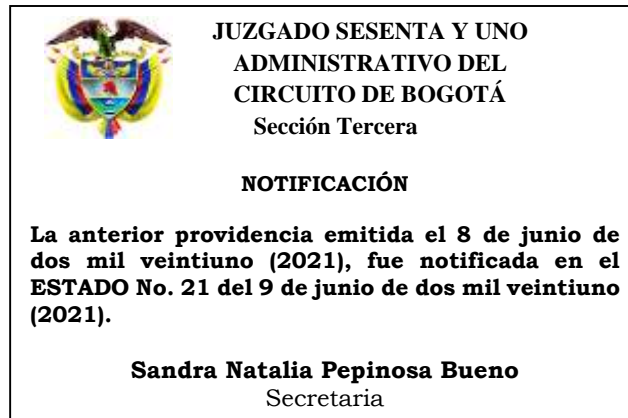 JUZGADO SESENTA Y UNO
ADMINISTRATIVO DEL
CIRCUITO DE BOGOTÁ
Sección Tercera
NOTIFICACIÓN
La anterior providencia emitida el 8 de junio de
dos mil veintiuno (2021), fue notificada en el
ESTADO No. 21 del 9 de junio de dos mil veintiuno
(2021).
Sandra Natalia Pepinosa Bueno
Secretaria